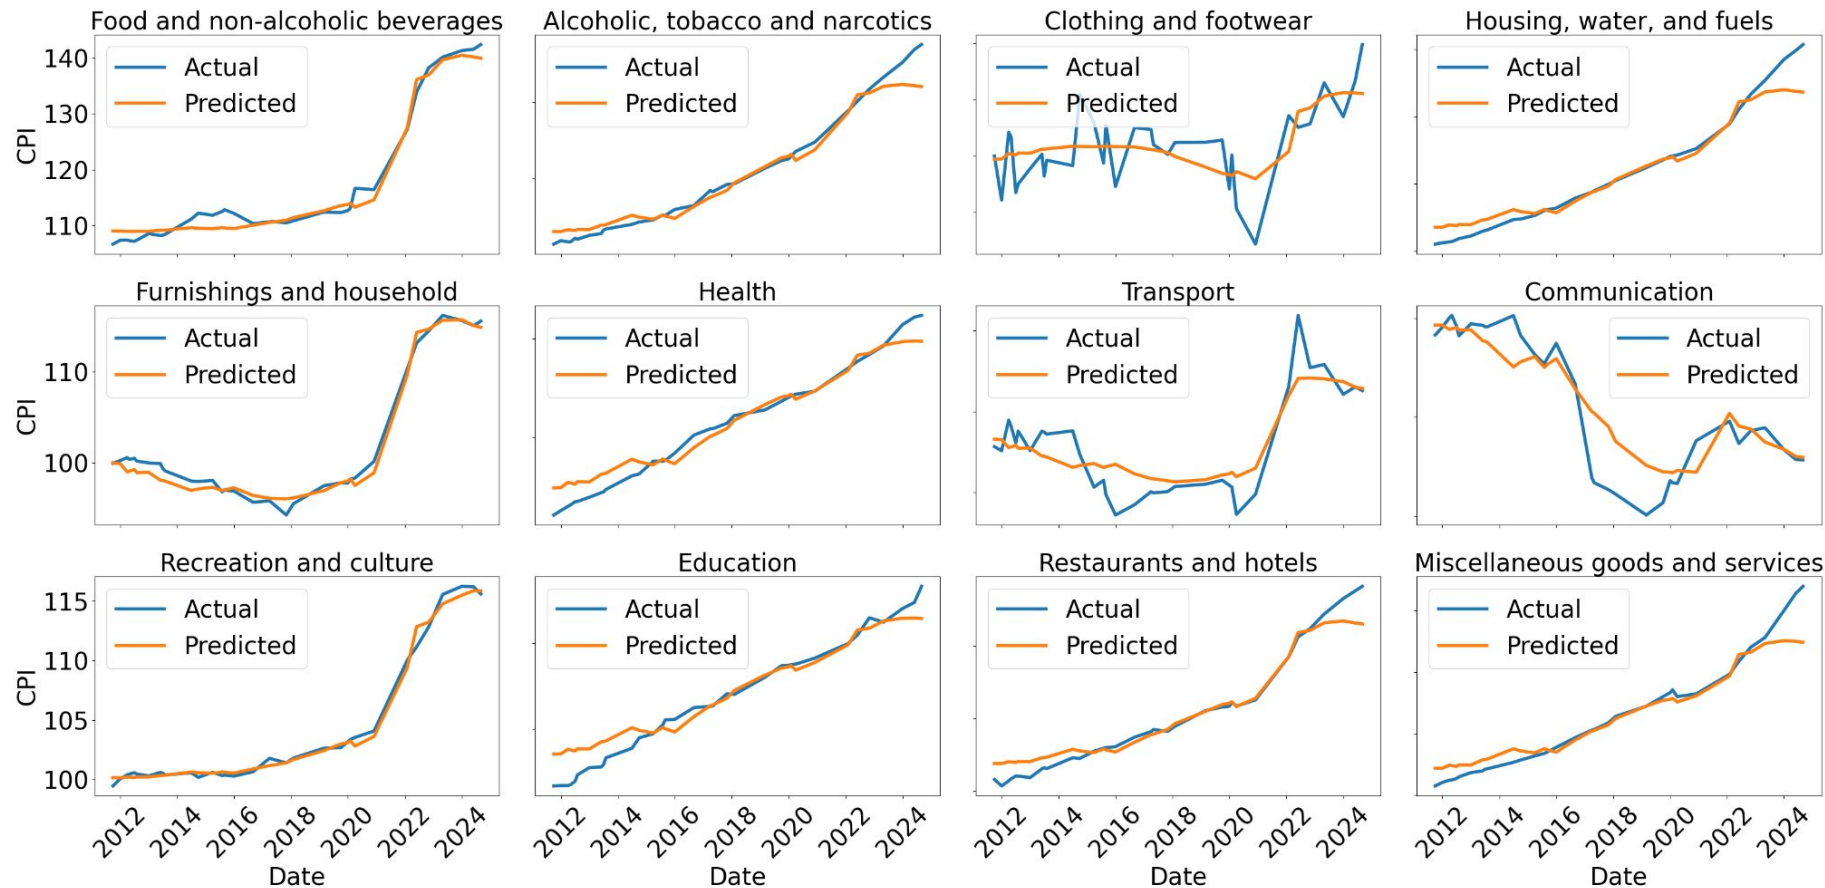 Food and non-alcoholic beverages
Alcoholic, tobacco and narcotics
Clothing and footwear
Housing, water, and fuels
Actual
Predicted
Actual
Predicted
Actual
Predicted
Actual
Predicted
CPI
140
130
120
110
Furnishings and household
Health
Transport
Communication
Actual
Predicted
Actual
Predicted
Actual
Predicted
Actual
Predicted
CPI
110
100
Recreation and culture
Education
Restaurants and hotels
Miscellaneous goods and services
Actual
Predicted
Actual
Predicted
Actual
Predicted
Actual
Predicted
CPI
115
110
105
100
2012 2014 2016 2018 2020 2022 2024
2012 2014 2016 2018 2020 2022 2024
2012 2014 2016 2018 2020 2022 2024
2012 2014 2016 2018 2020 2022 2024
Date
Date
Date
Date